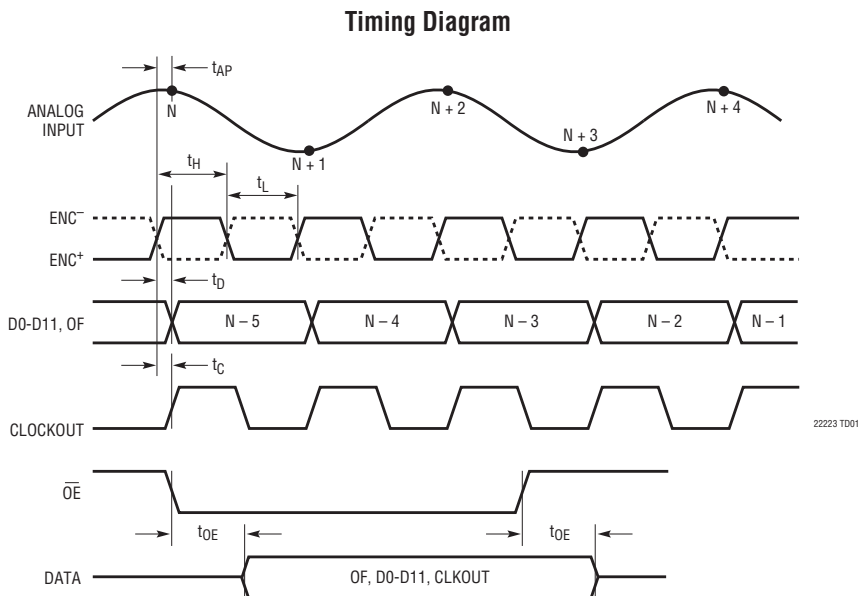 Timing Diagram
tAP
ANALOG
INPUT
N
N + 1
N + 2
N + 3
N + 4
tH
tL
ENC–
ENC+
tD
D0-D11, OF
N – 5
N – 4
N – 3
N – 2
N – 1
tC
CLOCKOUT
22223 TD01
OE
tOE
tOE
DATA
OF, D0-D11, CLKOUT